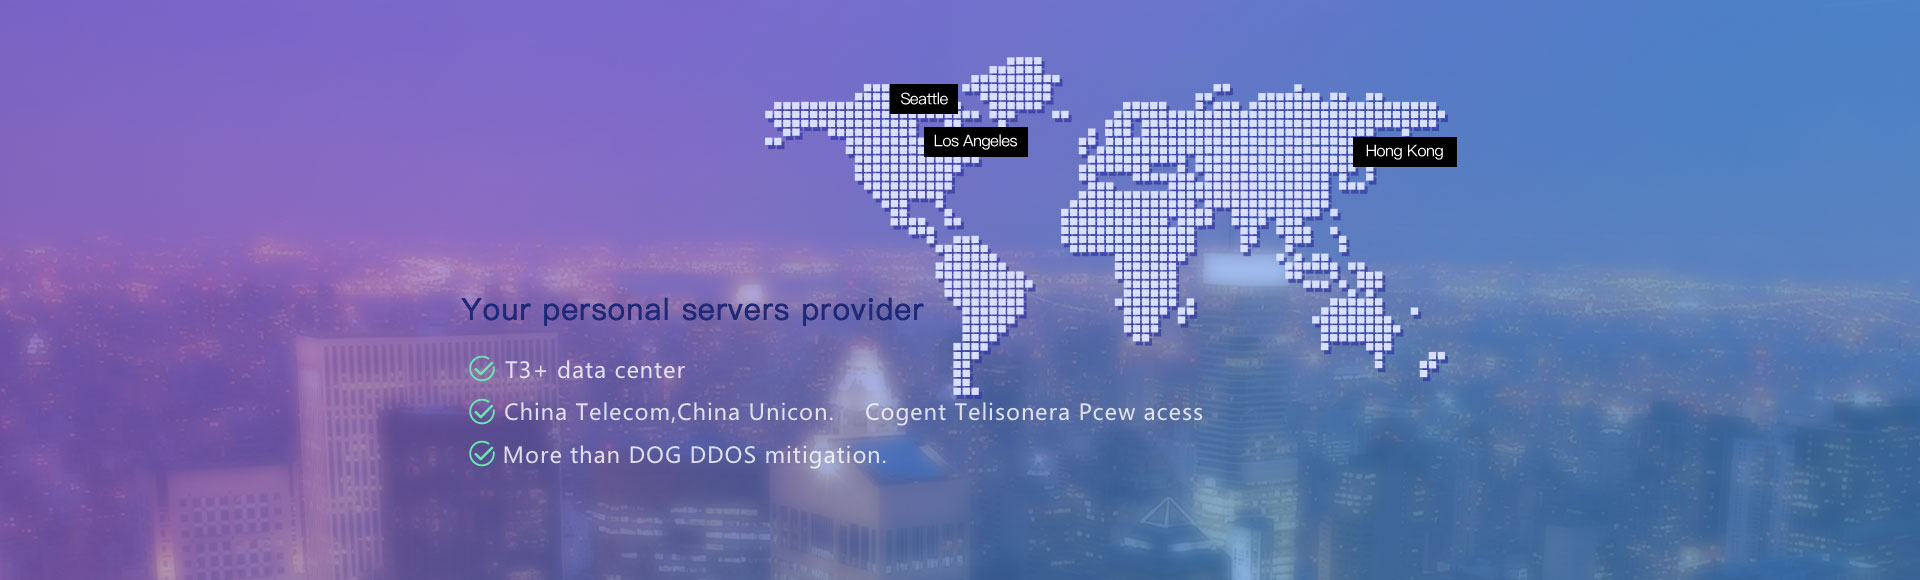 Seattle
Los Angeles
Hong Kong
Your personal servers provider
T3+ data center
China Telecom,China Unicon. Cogent Telisonera Pcew acess
More than DOG DDOS mitigation.